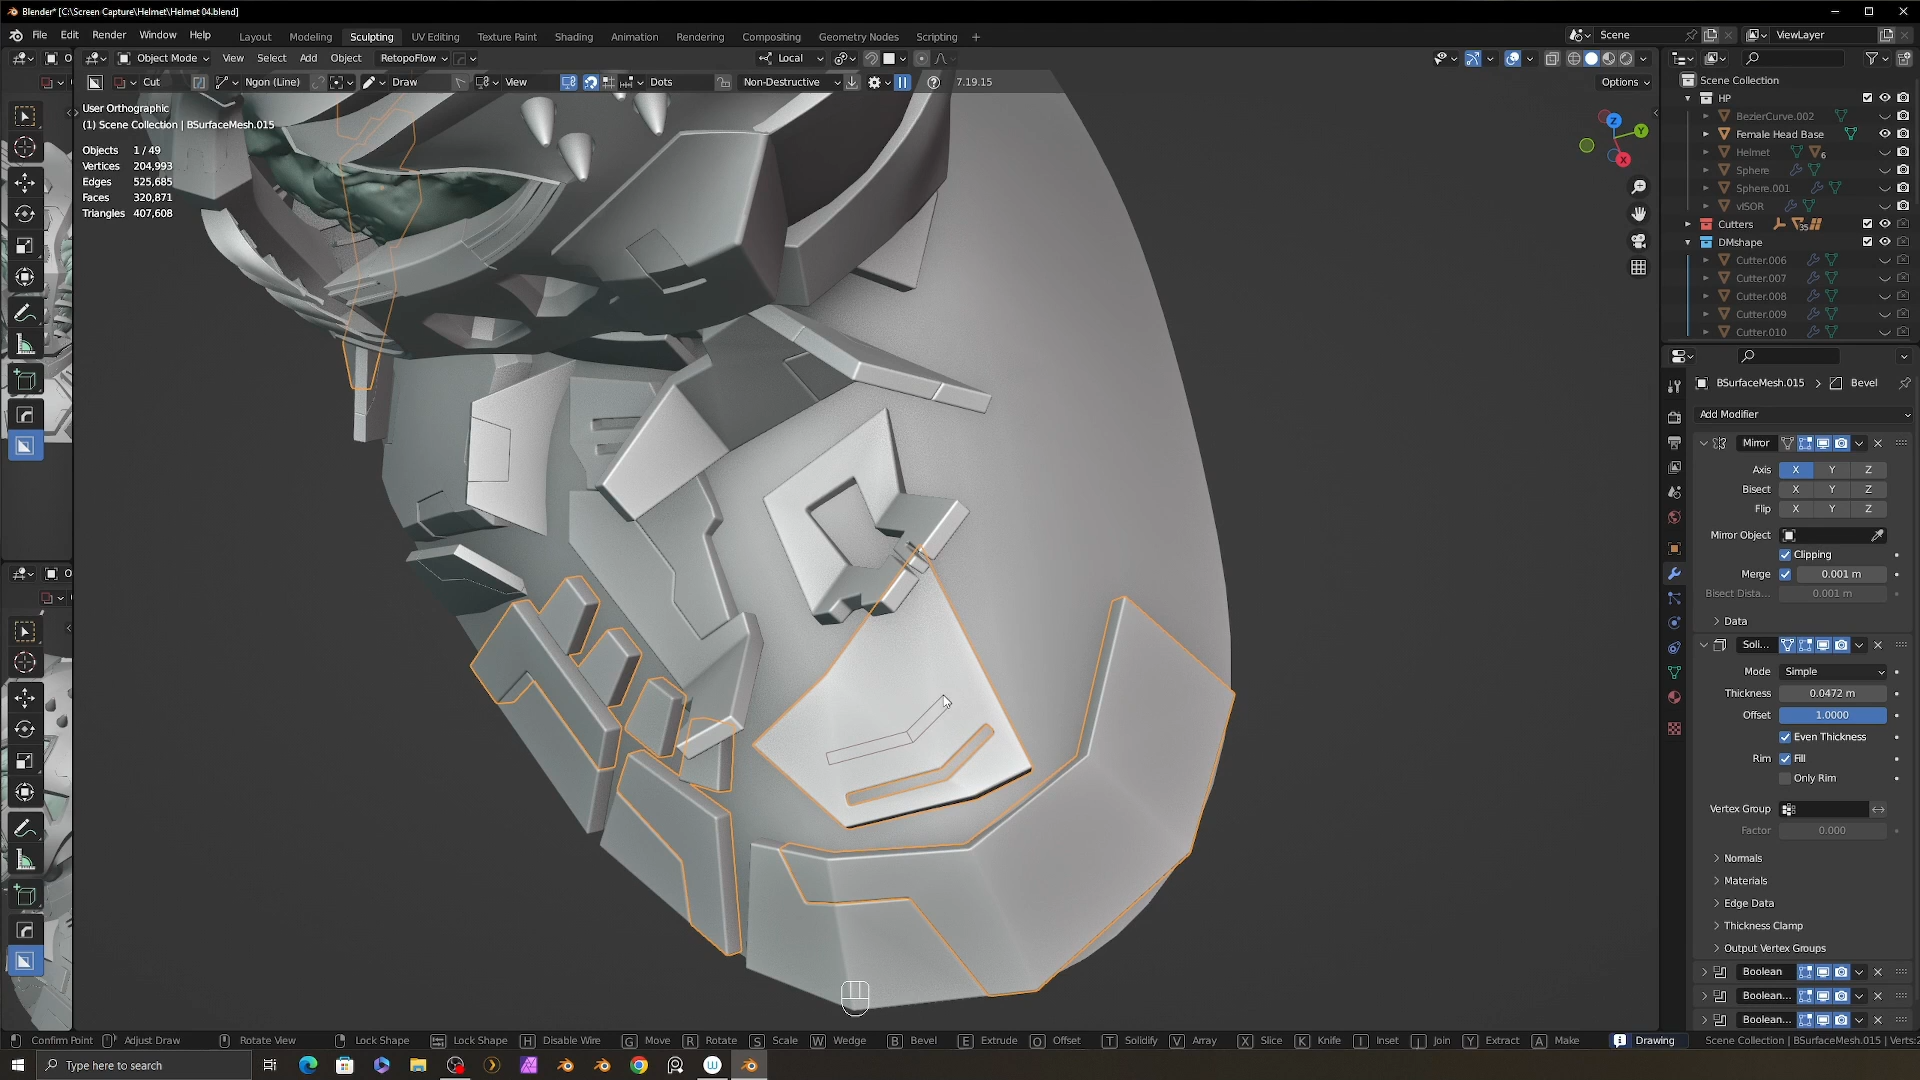 Blender* [C:\Screen Capture\Helmet\Helmet 04.blend]
File Edit Render Window Help Layout Modeling Sculpting UV Editing Texture Paint Shading Animation Rendering Compositing Geometry Nodes Scripting + Scene ViewLayer
Object Mode View Select Add Object RetopoFlow Local
Cut Ngon (Line) Draw View Dots Non-Destructive 7.19.15 Options
User Orthographic
(1) Scene Collection | BSurfaceMesh.015
Objects 1 / 49
Vertices 204,993
Edges 525,685
Faces 320,871
Triangles 407,608
Z
Y
X
Scene Collection
HP
BezierCurve.002
Female Head Base
Helmet 6
Sphere
Sphere.001
vISOR
Cutters 35
DMshape
Cutter.006
Cutter.007
Cutter.008
Cutter.009
Cutter.010
BSurfaceMesh.015 > Bevel
Add Modifier
Mirror
Axis X Y Z
Bisect X Y Z
Flip X Y Z
Mirror Object
Clipping
Merge 0.001 m
Bisect Dista... 0.001 m
Data
Soli...
Mode Simple
Thickness 0.0472 m
Offset 1.0000
Even Thickness
Rim Fill
Only Rim
Vertex Group
Factor 0.000
Normals
Materials
Edge Data
Thickness Clamp
Output Vertex Groups
Boolean
Boolean...
Boolean...
Confirm Point Adjust Draw Rotate View Lock Shape Lock Shape H Disable Wire G Move R Rotate S Scale W Wedge B Bevel E Extrude O Offset T Solidify V Array X Slice K Knife I Inset J Join Y Extract A Make Drawing Scene Collection | BSurfaceMesh.015 | Verts:2
Type here to search